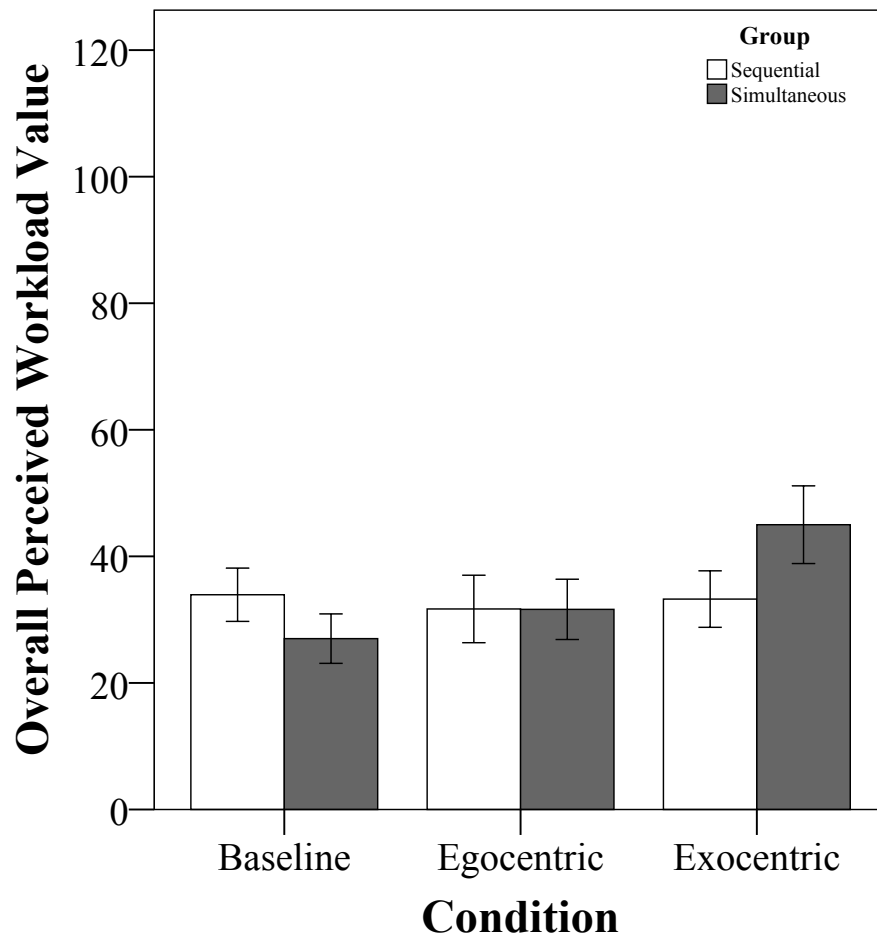 Overall Perceived Workload Value
120
100
80
60
40
20
0
Group
Sequential
Simultaneous
Baseline
Egocentric
Exocentric
Condition